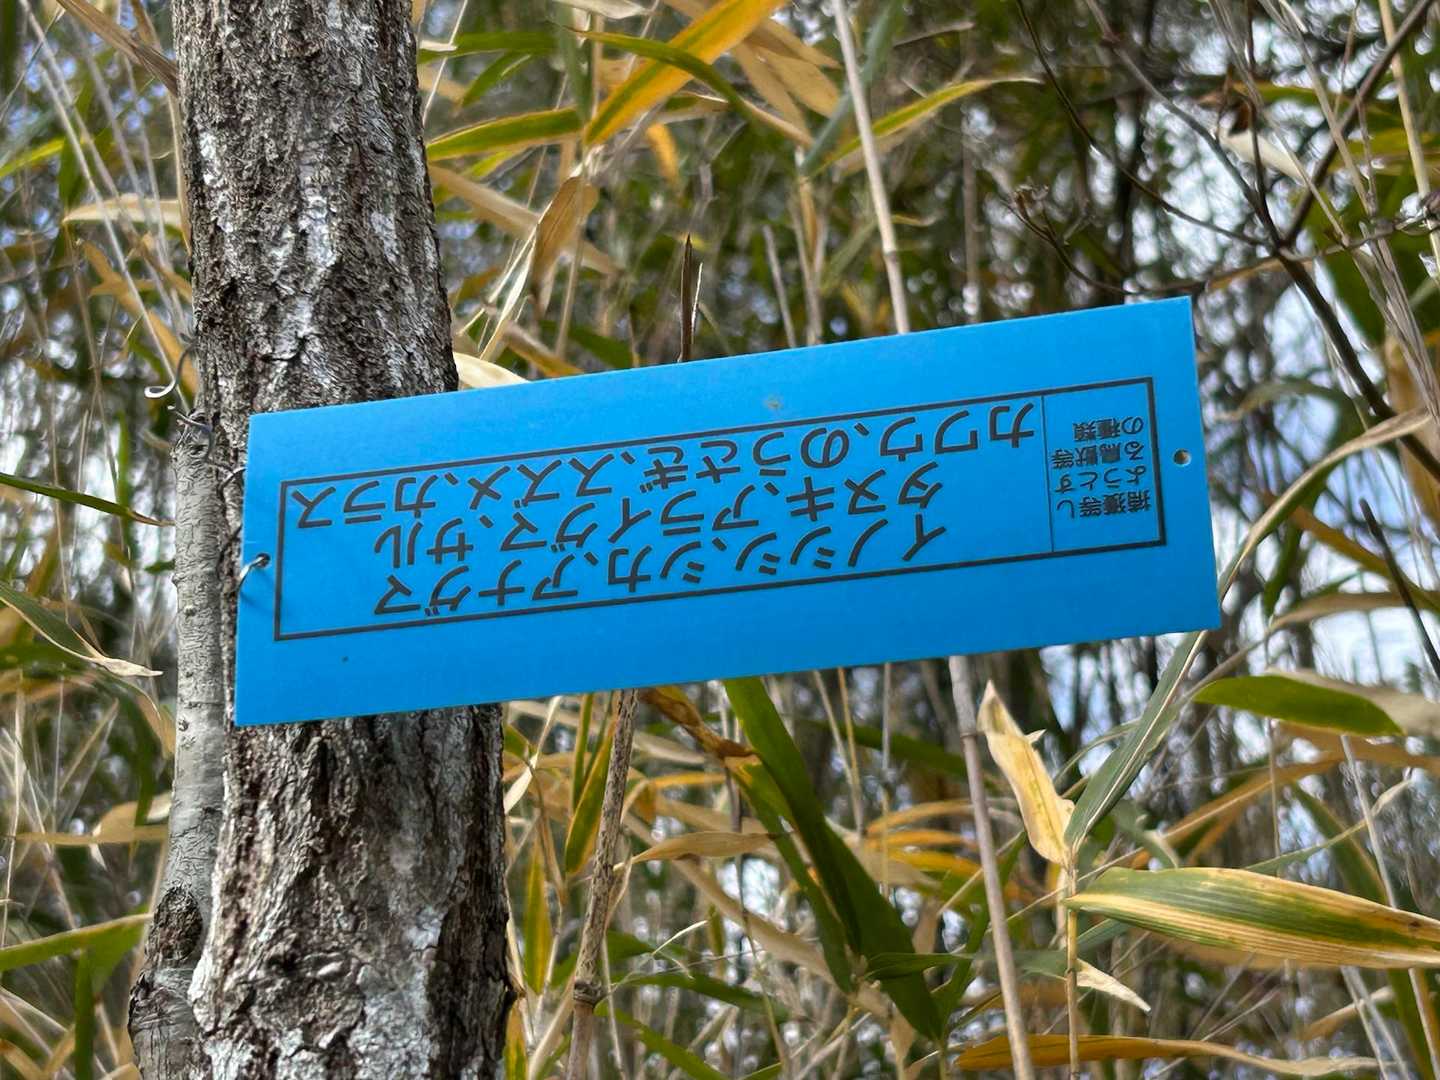 捕獲等し
ようとす
る鳥獣等
の種類
イノシシ、シカ、アナグマ
タヌキ、アライグマ、サル
カワウ、のうさぎ、スズメ、カラス